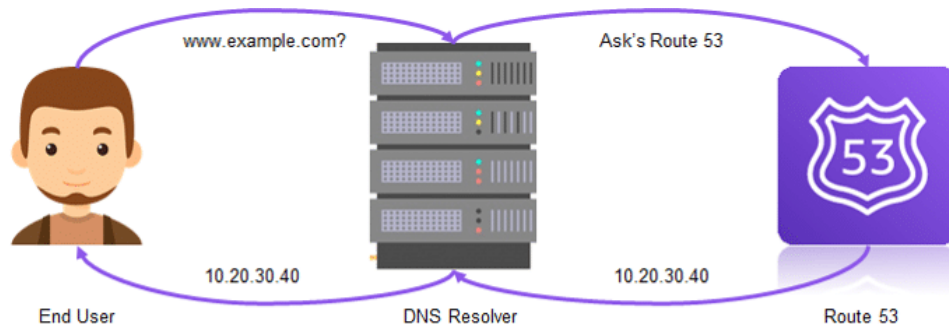 www.example.com?
Ask's Route 53
53
10.20.30.40
10.20.30.40
End User
DNS Resolver
Route 53